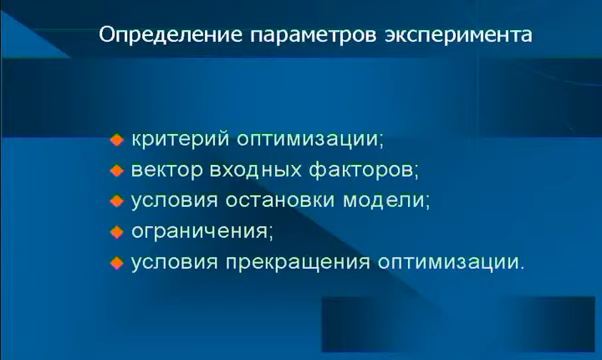 Определение параметров эксперимента
критерий оптимизации;
вектор входных факторов;
условия остановки модели;
ограничения;
условия прекращения оптимизации.